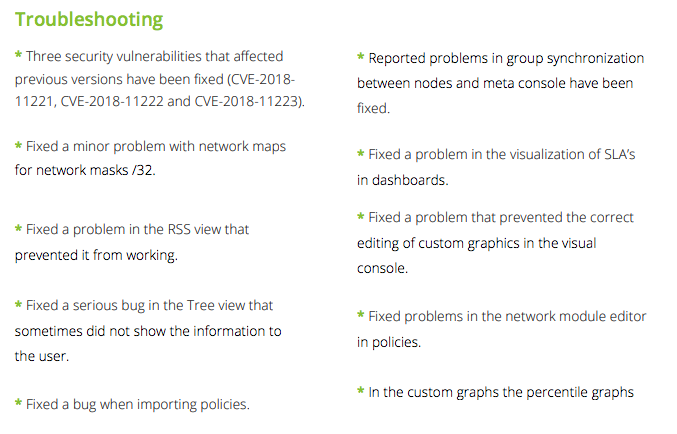 Troubleshooting
* Three security vulnerabilities that affected
previous versions have been fixed (CVE-2018-
11221, CVE-2018-11222 and CVE-2018-11223).
* Fixed a minor problem with network maps
for network masks /32.
* Fixed a problem in the RSS view that
prevented it from working.
* Fixed a serious bug in the Tree view that
sometimes did not show the information to
the user.
* Fixed a bug when importing policies.
* Reported problems in group synchronization
between nodes and meta console have been
fixed.
* Fixed a problem in the visualization of SLA’s
in dashboards.
* Fixed a problem that prevented the correct
editing of custom graphics in the visual
console.
* Fixed problems in the network module editor
in policies.
* In the custom graphs the percentile graphs